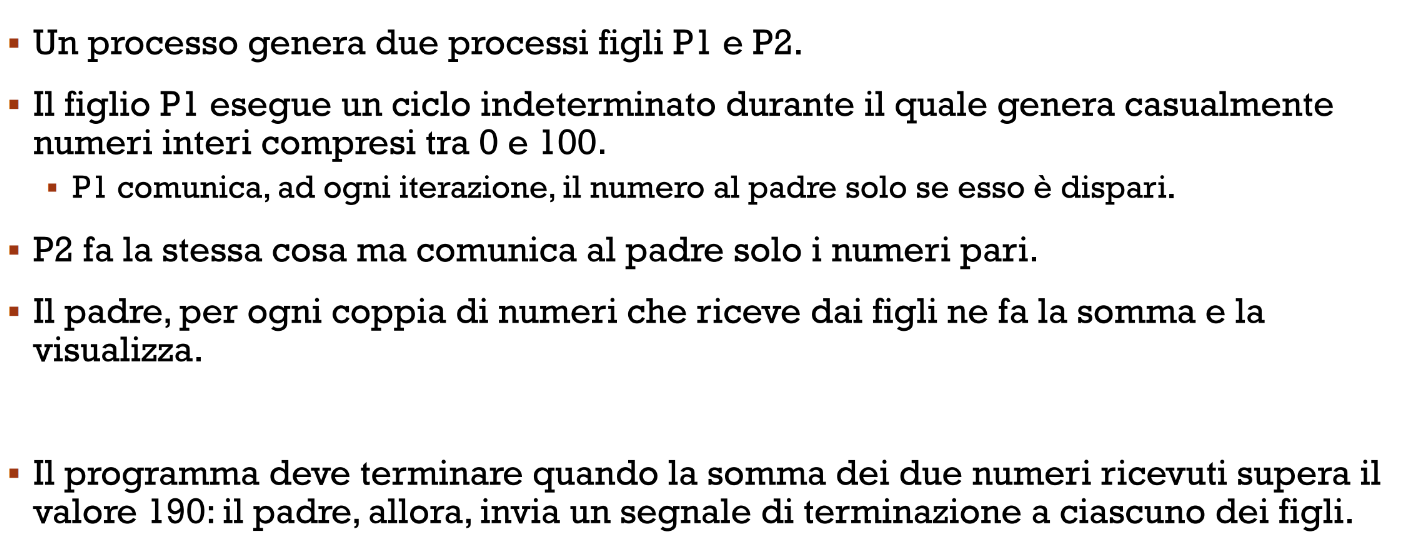 ▪ Un processo genera due processi figli P1 e P2.
▪ Il figlio P1 esegue un ciclo indeterminato durante il quale genera casualmente
numeri interi compresi tra 0 e 100.
▪ P1 comunica, ad ogni iterazione, il numero al padre solo se esso è dispari.
▪ P2 fa la stessa cosa ma comunica al padre solo i numeri pari.
▪ Il padre, per ogni coppia di numeri che riceve dai figli ne fa la somma e la
visualizza.
▪ Il programma deve terminare quando la somma dei due numeri ricevuti supera il
valore 190: il padre, allora, invia un segnale di terminazione a ciascuno dei figli.